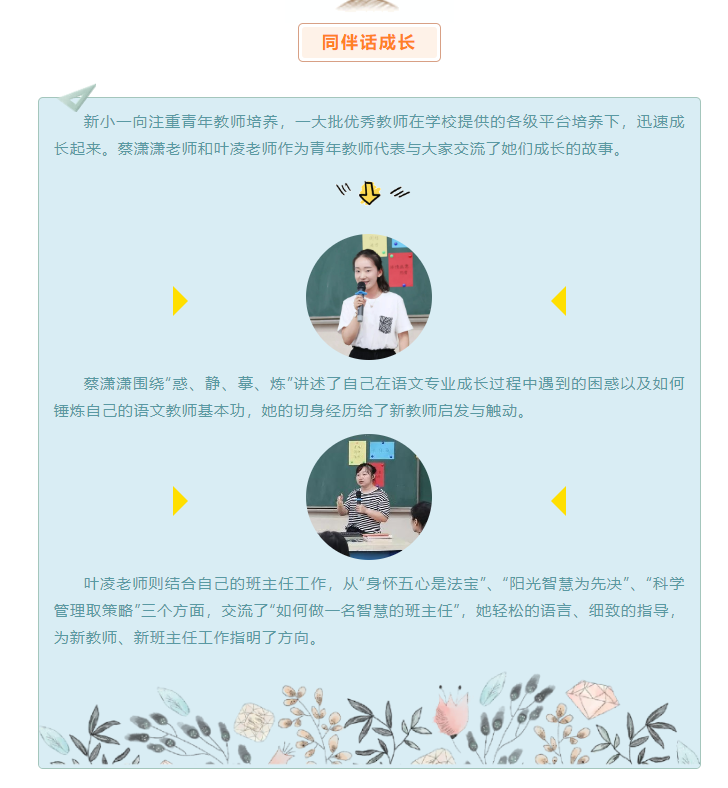 同伴话成长
新小一向注重青年教师培养，一大批优秀教师在学校提供的各级平台培养下，迅速成
长起来。蔡潇潇老师和叶凌老师作为青年教师代表与大家交流了她们成长的故事。
蔡潇潇围绕“惑、静、摹、炼”讲述了自己在语文专业成长过程中遇到的困惑以及如何
锤炼自己的语文教师基本功，她的切身经历给了新教师启发与触动。
叶凌老师则结合自己的班主任工作，从“身怀五心是法宝”、“阳光智慧为先决”、“科学
管理取策略”三个方面，交流了“如何做一名智慧的班主任”，她轻松的语言、细致的指导，
为新教师、新班主任工作指明了方向。